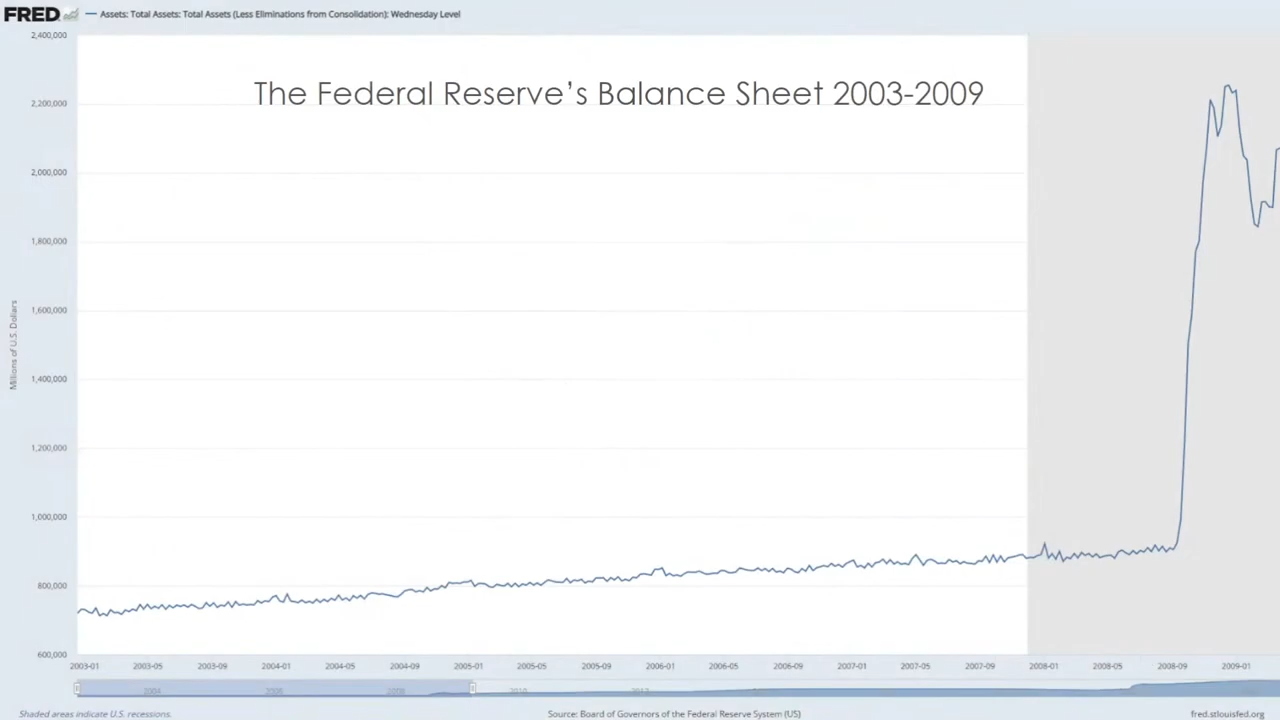 FRED
Assets: Total Assets: Total Assets (Less Eliminations from Consolidation): Wednesday Level
The Federal Reserve's Balance Sheet 2003-2009
Millions of U.S. Dollars
2,400,000
2,200,000
2,000,000
1,800,000
1,600,000
1,400,000
1,200,000
1,000,000
800,000
600,000
2003-01 2003-05 2003-09 2004-01 2004-05 2004-09 2005-01 2005-05 2005-09 2006-01 2006-05 2006-09 2007-01 2007-05 2007-09 2008-01 2008-05 2008-09 2009-01
2004 2006 2008 2010 2012
Shaded areas indicate U.S. recessions.
Source: Board of Governors of the Federal Reserve System (US)
fred.stlouisfed.org